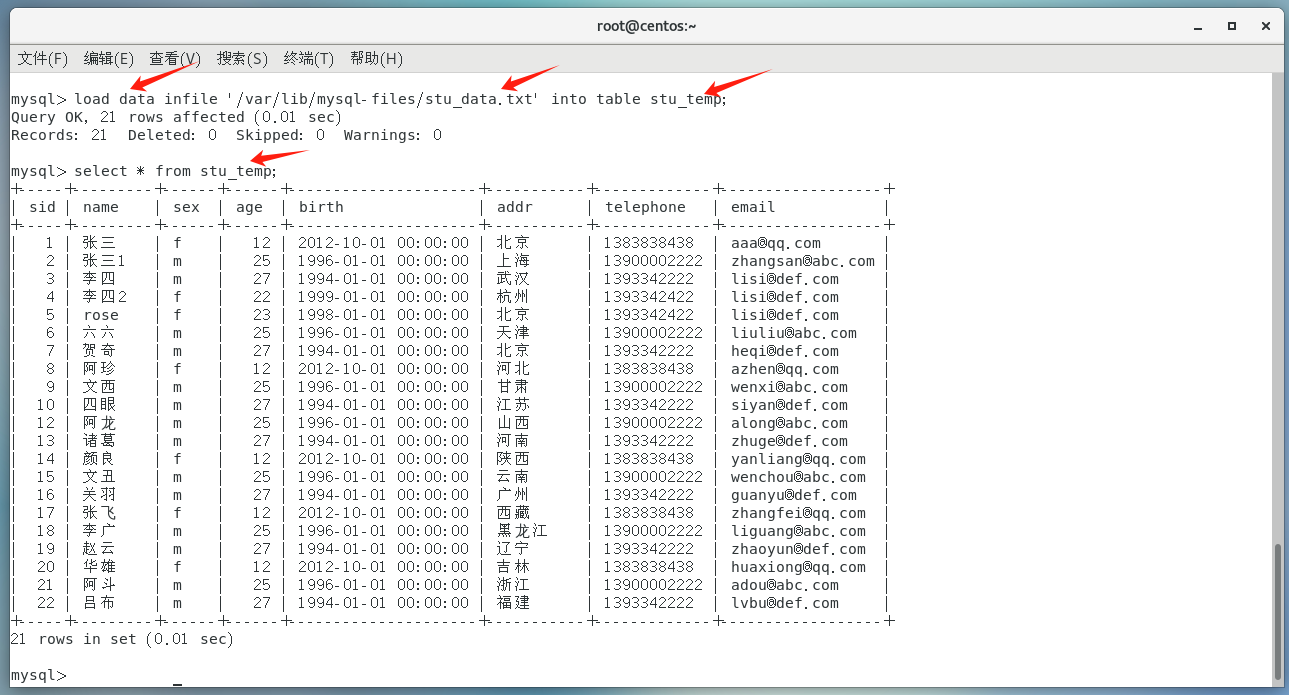 root@centos:~
文件(F) 编辑(E) 查看(V) 搜索(S) 终端(T) 帮助(H)
mysql> load data infile '/var/lib/mysql-files/stu_data.txt' into table stu_temp;
Query OK, 21 rows affected (0.01 sec)
Records: 21  Deleted: 0  Skipped: 0  Warnings: 0
mysql> select * from stu_temp;
+-----+--------+------+------+---------------------+-----------+-------------+------------------+
| sid | name   | sex  | age  | birth               | addr      | telephone   | email            |
+-----+--------+------+------+---------------------+-----------+-------------+------------------+
|   1 | 张三   | f    |   12 | 2012-10-01 00:00:00 | 北京      | 1383838438  | aaa@qq.com       |
|   2 | 张三1  | m    |   25 | 1996-01-01 00:00:00 | 上海      | 13900002222 | zhangsan@abc.com |
|   3 | 李四   | m    |   27 | 1994-01-01 00:00:00 | 武汉      | 1393342222  | lisi@def.com     |
|   4 | 李四2  | f    |   22 | 1999-01-01 00:00:00 | 杭州      | 1393342422  | lisi@def.com     |
|   5 | rose   | f    |   23 | 1998-01-01 00:00:00 | 北京      | 1393342422  | lisi@def.com     |
|   6 | 六六   | m    |   25 | 1996-01-01 00:00:00 | 天津      | 13900002222 | liuliu@abc.com   |
|   7 | 贺奇   | m    |   27 | 1994-01-01 00:00:00 | 北京      | 1393342222  | heqi@def.com     |
|   8 | 阿珍   | f    |   12 | 2012-10-01 00:00:00 | 河北      | 1383838438  | azhen@qq.com     |
|   9 | 文西   | m    |   25 | 1996-01-01 00:00:00 | 甘肃      | 13900002222 | wenxi@abc.com    |
|  10 | 四眼   | m    |   27 | 1994-01-01 00:00:00 | 江苏      | 1393342222  | siyan@def.com    |
|  12 | 阿龙   | m    |   25 | 1996-01-01 00:00:00 | 山西      | 13900002222 | along@abc.com    |
|  13 | 诸葛   | m    |   27 | 1994-01-01 00:00:00 | 河南      | 1393342222  | zhuge@def.com    |
|  14 | 颜良   | f    |   12 | 2012-10-01 00:00:00 | 陕西      | 1383838438  | yanliang@qq.com  |
|  15 | 文丑   | m    |   25 | 1996-01-01 00:00:00 | 云南      | 13900002222 | wenchou@abc.com  |
|  16 | 关羽   | m    |   27 | 1994-01-01 00:00:00 | 广州      | 1393342222  | guanyu@def.com   |
|  17 | 张飞   | f    |   12 | 2012-10-01 00:00:00 | 西藏      | 1383838438  | zhangfei@qq.com  |
|  18 | 李广   | m    |   25 | 1996-01-01 00:00:00 | 黑龙江    | 13900002222 | liguang@abc.com  |
|  19 | 赵云   | m    |   27 | 1994-01-01 00:00:00 | 辽宁      | 1393342222  | zhaoyun@def.com  |
|  20 | 华雄   | f    |   12 | 2012-10-01 00:00:00 | 吉林      | 1383838438  | huaxiong@qq.com  |
|  21 | 阿斗   | m    |   25 | 1996-01-01 00:00:00 | 浙江      | 13900002222 | adou@abc.com     |
|  22 | 吕布   | m    |   27 | 1994-01-01 00:00:00 | 福建      | 1393342222  | lvbu@def.com     |
+-----+--------+------+------+---------------------+-----------+-------------+------------------+
21 rows in set (0.01 sec)
mysql>